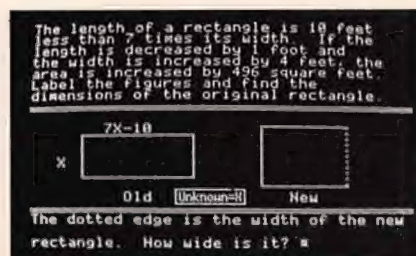 The length of a rectangle is 10 feet
less than 7 times its width. If the
length is decreased by 1 foot and
the width is increased by 4 feet, the
area is increased by 496 square feet.
Label the figures and find the
dimensions of the original rectangle.
7X-10
X
Old Unknown=X New
The dotted edge is the width of the new
rectangle. How wide is it?